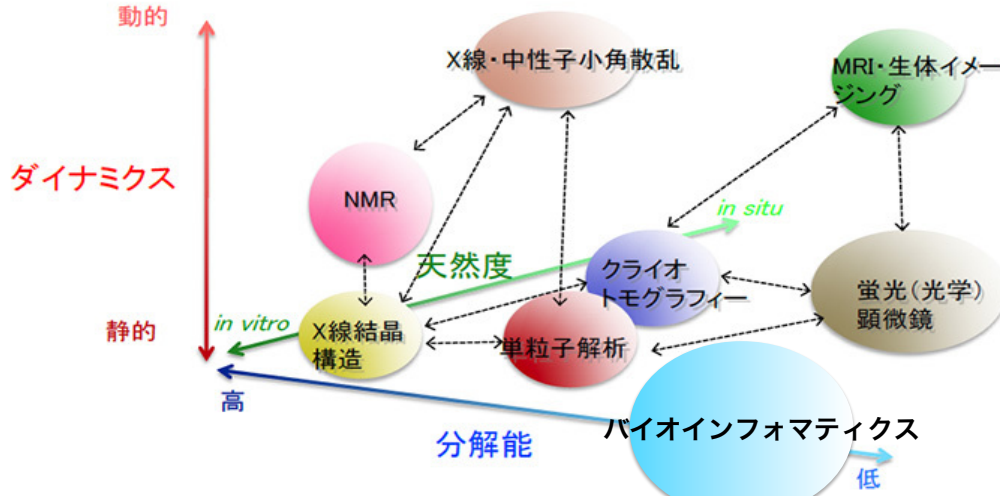 動的
X線・中性子小角散乱
MRI・生体イメー
ジング
ダイナミクス
NMR
in situ
天然度
クライオ
トモグラフィー
蛍光(光学)
顕微鏡
静的
in vitro
X線結晶
構造
単粒子解析
高
バイオインフォマティクス
分解能
低